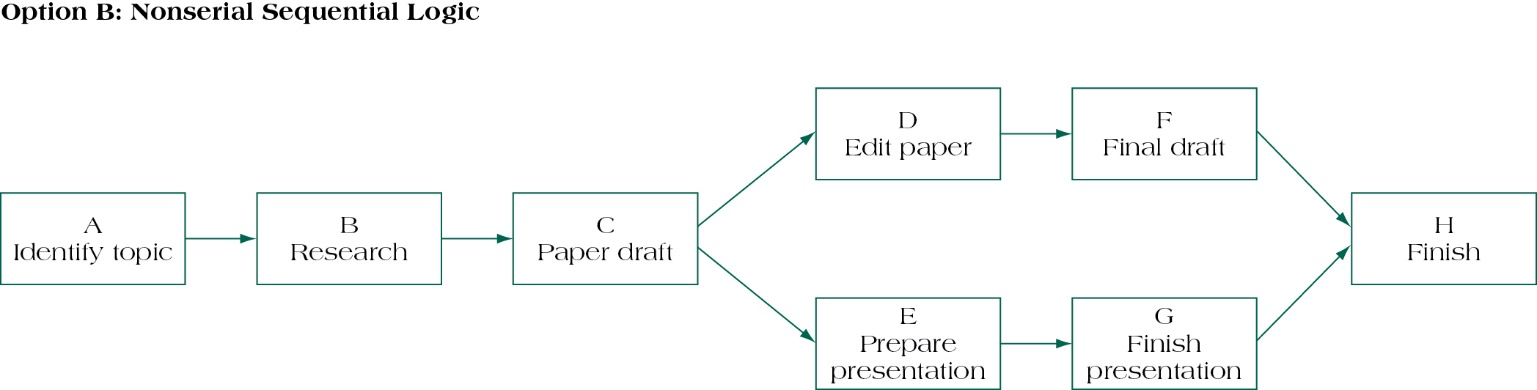 Option B: Nonserial Sequential Logic
A
Identify topic
B
Research
C
Paper draft
D
Edit paper
F
Final draft
E
Prepare
presentation
G
Finish
presentation
H
Finish